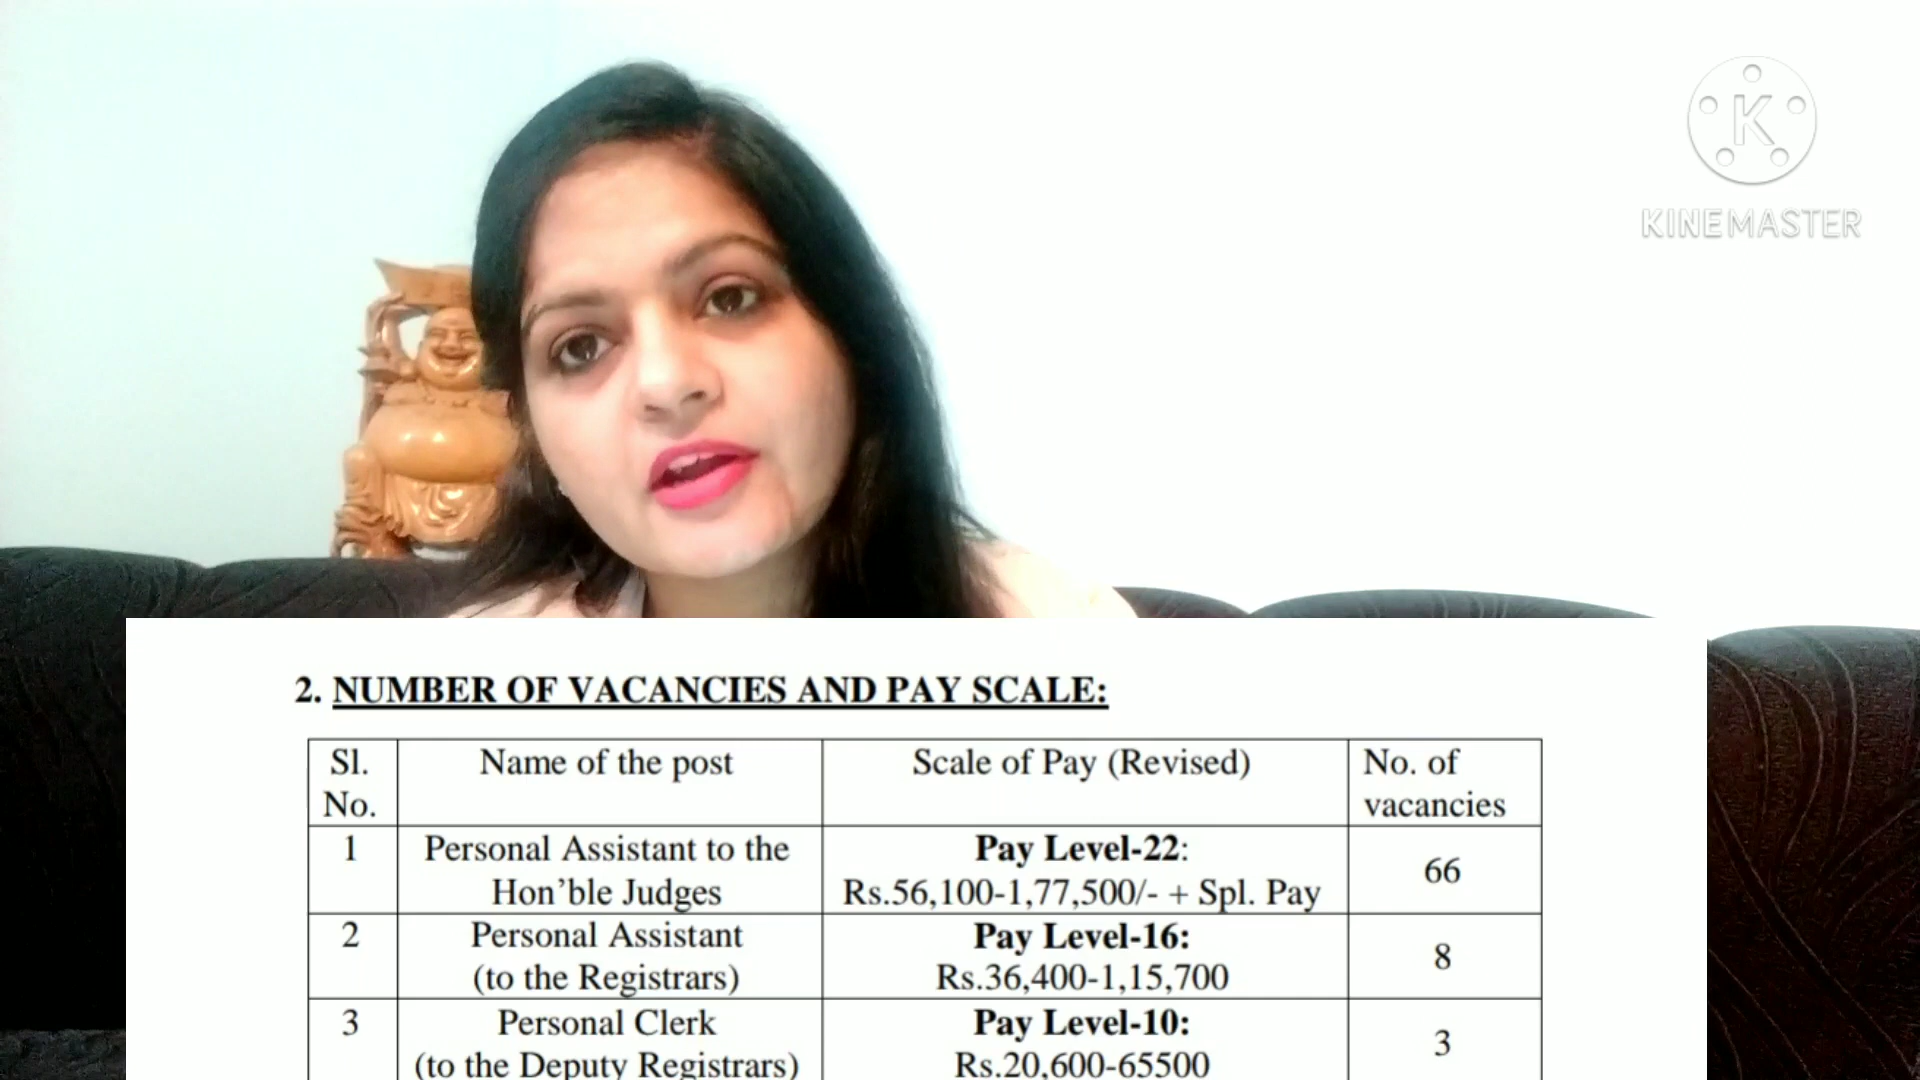 K
KINEMASTER
2. NUMBER OF VACANCIES AND PAY SCALE:
Sl. No. Name of the post Scale of Pay (Revised) No. of vacancies
1 Personal Assistant to the Hon’ble Judges Pay Level-22: Rs.56,100-1,77,500/- + Spl. Pay 66
2 Personal Assistant (to the Registrars) Pay Level-16: Rs.36,400-1,15,700 8
3 Personal Clerk (to the Deputy Registrars) Pay Level-10: Rs.20,600-65500 3